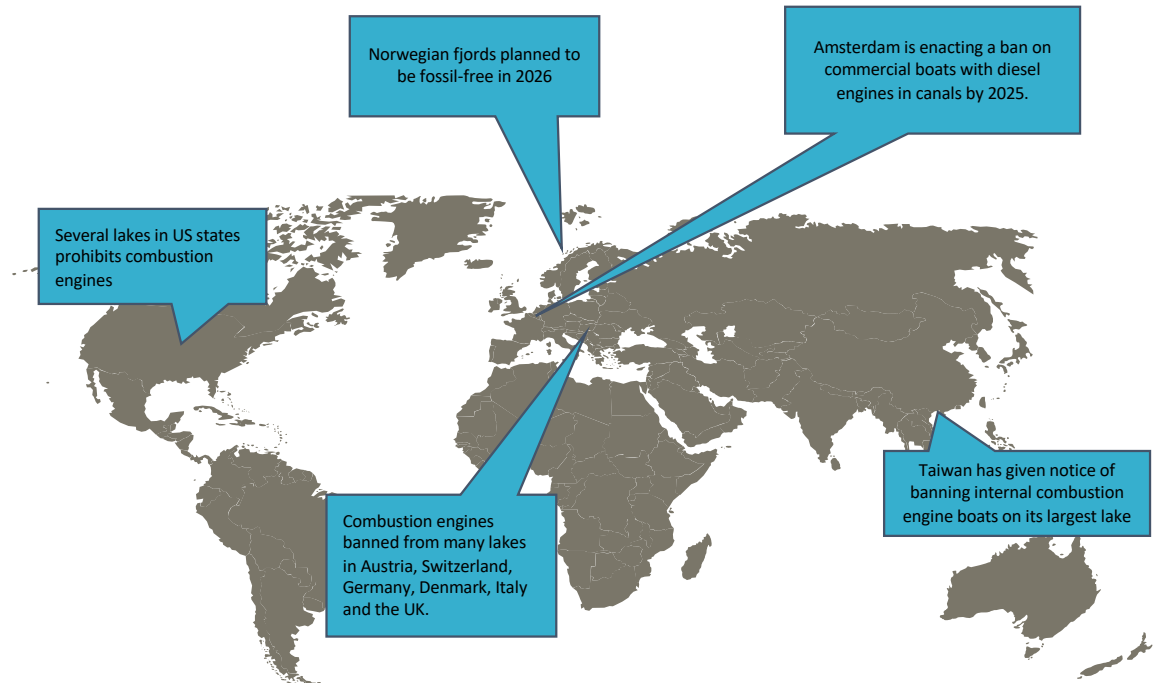 Norwegian fjords planned to
be fossil-free in 2026
Amsterdam is enacting a ban on
commercial boats with diesel
engines in canals by 2025.
Several lakes in US states
prohibits combustion
engines
Combustion engines
banned from many lakes
in Austria, Switzerland,
Germany, Denmark, Italy
and the UK.
Taiwan has given notice of
banning internal combustion
engine boats on its largest lake